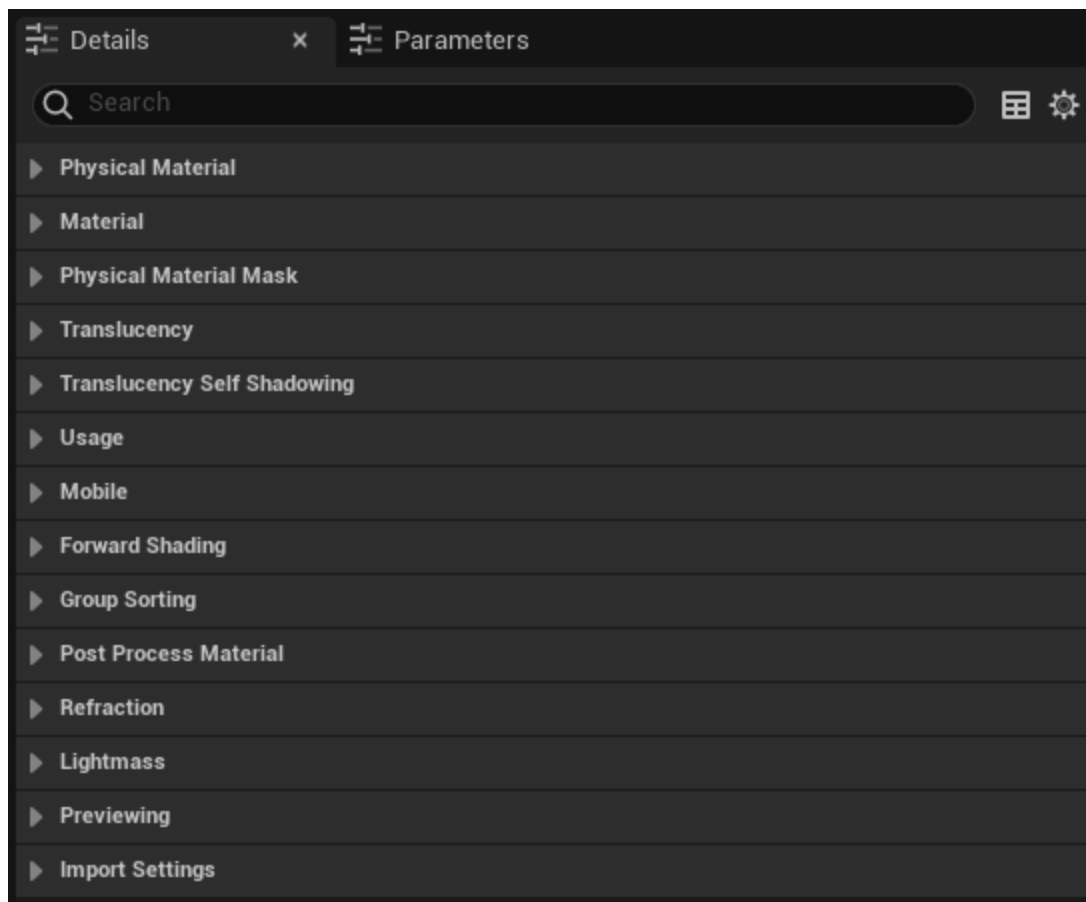 Details Parameters
Search
Physical Material
Material
Physical Material Mask
Translucency
Translucency Self Shadowing
Usage
Mobile
Forward Shading
Group Sorting
Post Process Material
Refraction
Lightmass
Previewing
Import Settings